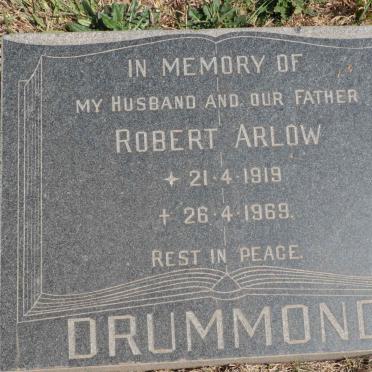 IN MEMORY OF
MY HUSBAND AND OUR FATHER
ROBERT ARLOW
+ 21·4·1919
+ 26·4·1969.
REST IN PEACE.
DRUMMOND